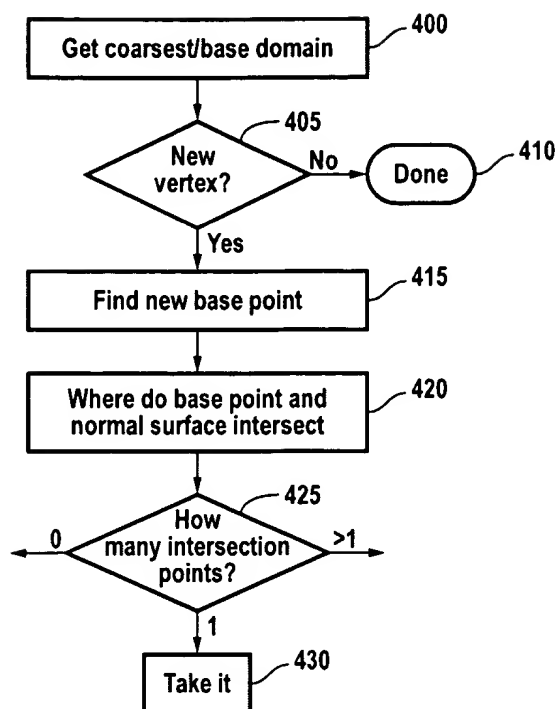 Get coarsest/base domain
400
405
New
vertex?
No
Done
410
Yes
Find new base point
415
Where do base point and
normal surface intersect
420
425
How
many intersection
points?
0
>1
1
Take it
430